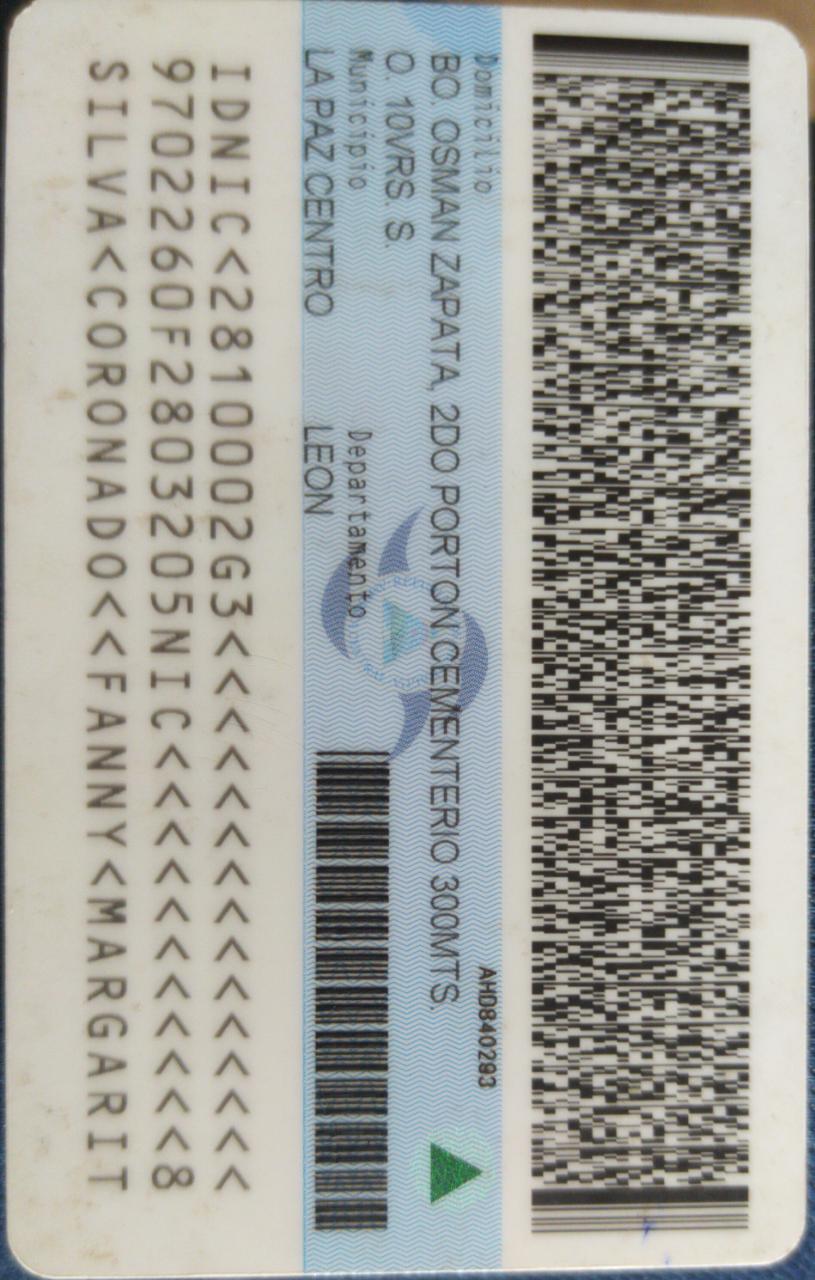 AHD840293
Domicilio
BO. OSMAN ZAPATA, 2DO PORTON CEMENTERIO 300MTS.
O. 10VRS. S.
Municipio Departamento
LA PAZ CENTRO LEON
IDNIC<2810002G3<<<<<<<<<<<<<<<
9702260F2803205NIC<<<<<<<<<<<8
SILVA<CORONADO<<FANNY<MARGARIT